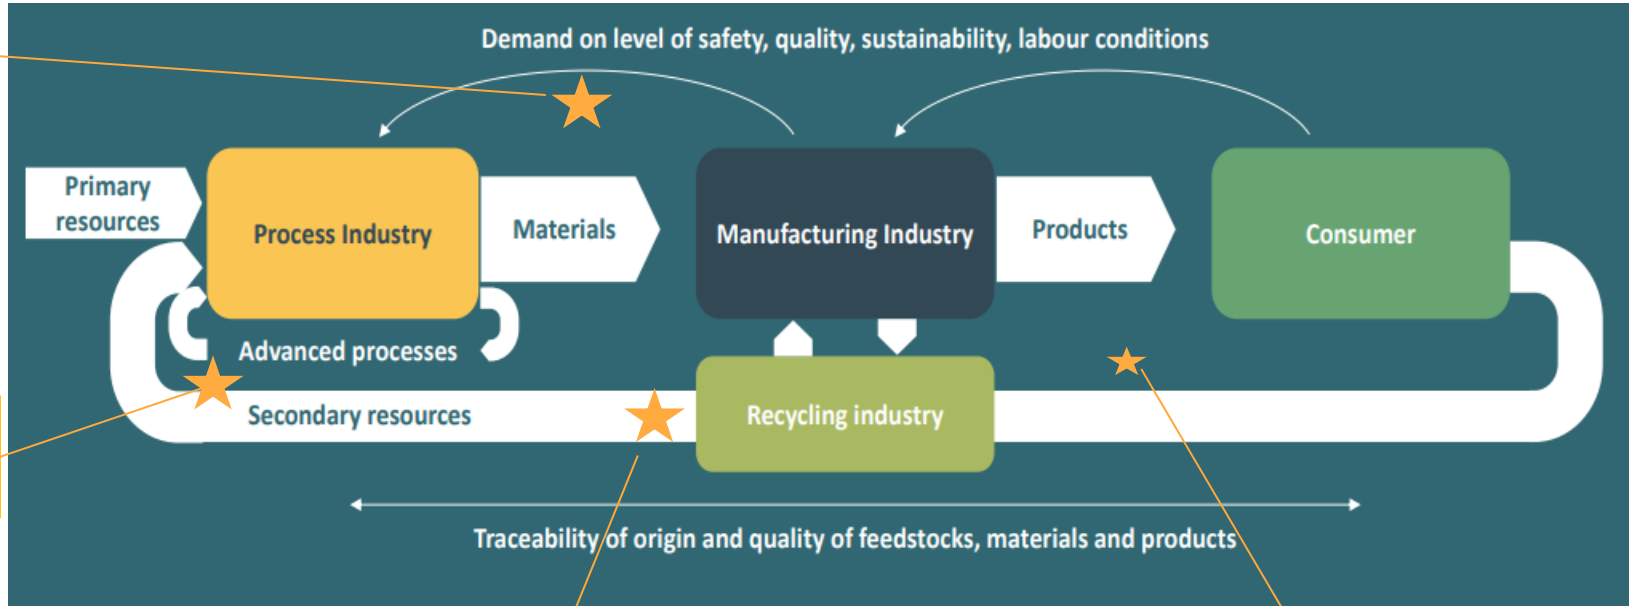 Demand on level of safety, quality, sustainability, labour conditions
Primary
resources
Process Industry
Materials
Manufacturing Industry
Products
Consumer
Advanced processes
Secondary resources
Recycling industry
Traceability of origin and quality of feedstocks, materials and products